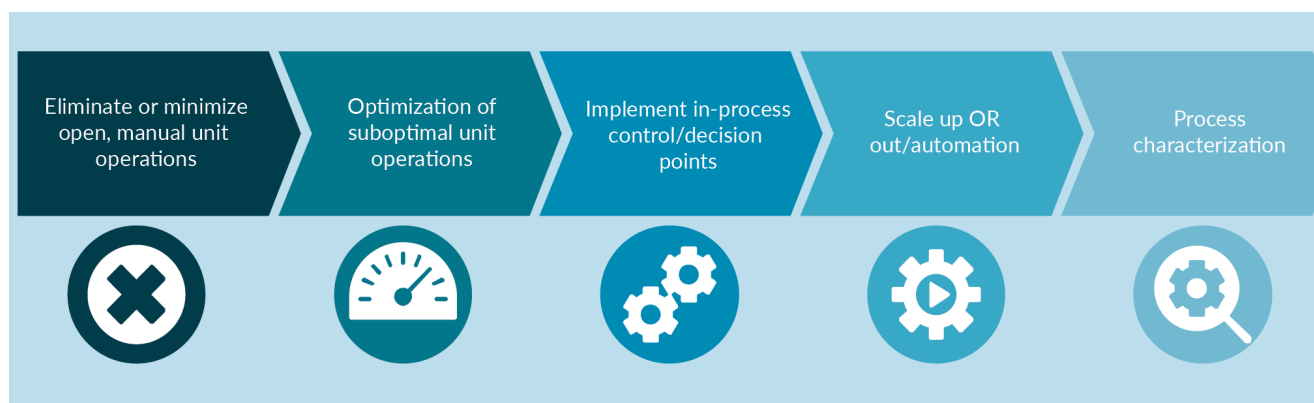 Eliminate or minimize
open, manual unit
operations
Optimization of
suboptimal unit
operations
Implement in-process
control/decision
points
Scale up OR
out/automation
Process
characterization